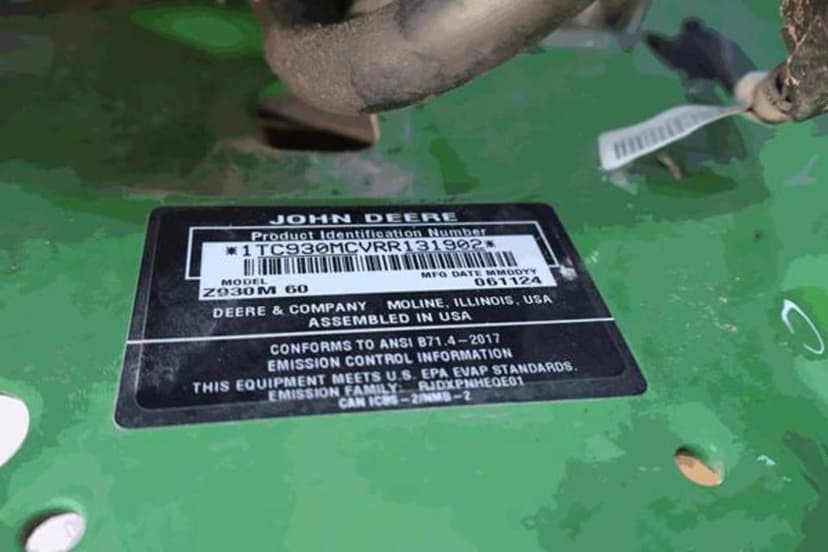 JOHN DEERE
Product Identification Number
*1TC930MCVRR131902*
MODEL MFG DATE MMDDYY
Z930M 60 061124
DEERE & COMPANY MOLINE, ILLINOIS, USA
ASSEMBLED IN USA
CONFORMS TO ANSI B71.4-2017
EMISSION CONTROL INFORMATION
THIS EQUIPMENT MEETS U.S. EPA EVAP STANDARDS.
EMISSION FAMILY: RJDXPNHEQE01
CAN ICES-2/NMB-2